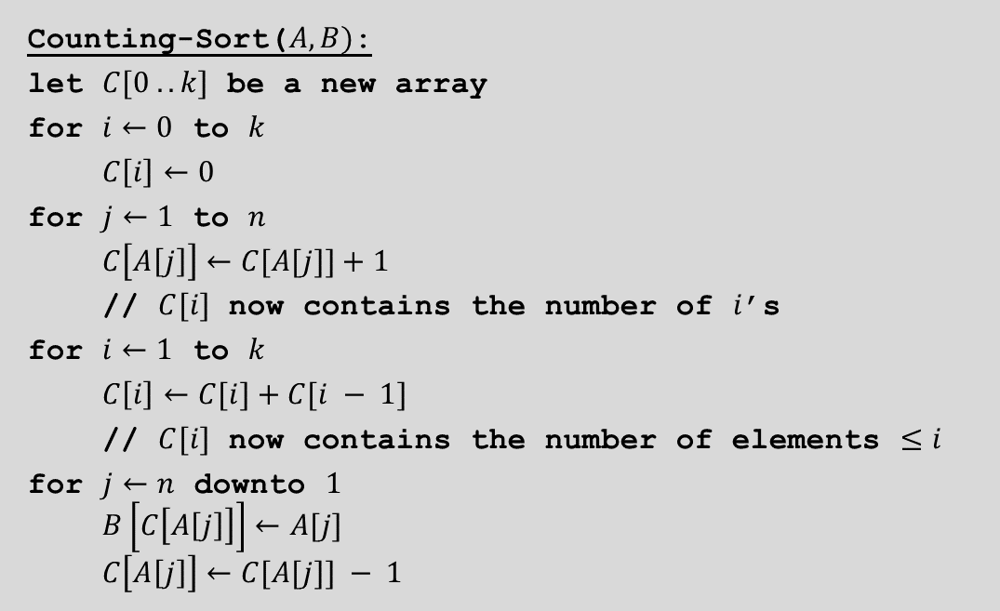 Counting-Sort(A, B):
let C[0 .. k] be a new array
for i ← 0 to k
C[i] ← 0
for j ← 1 to n
C[A[j]] ← C[A[j]] + 1
// C[i] now contains the number of i's
for i ← 1 to k
C[i] ← C[i] + C[i − 1]
// C[i] now contains the number of elements ≤ i
for j ← n downto 1
B [C[A[j]]] ← A[j]
C[A[j]] ← C[A[j]] − 1